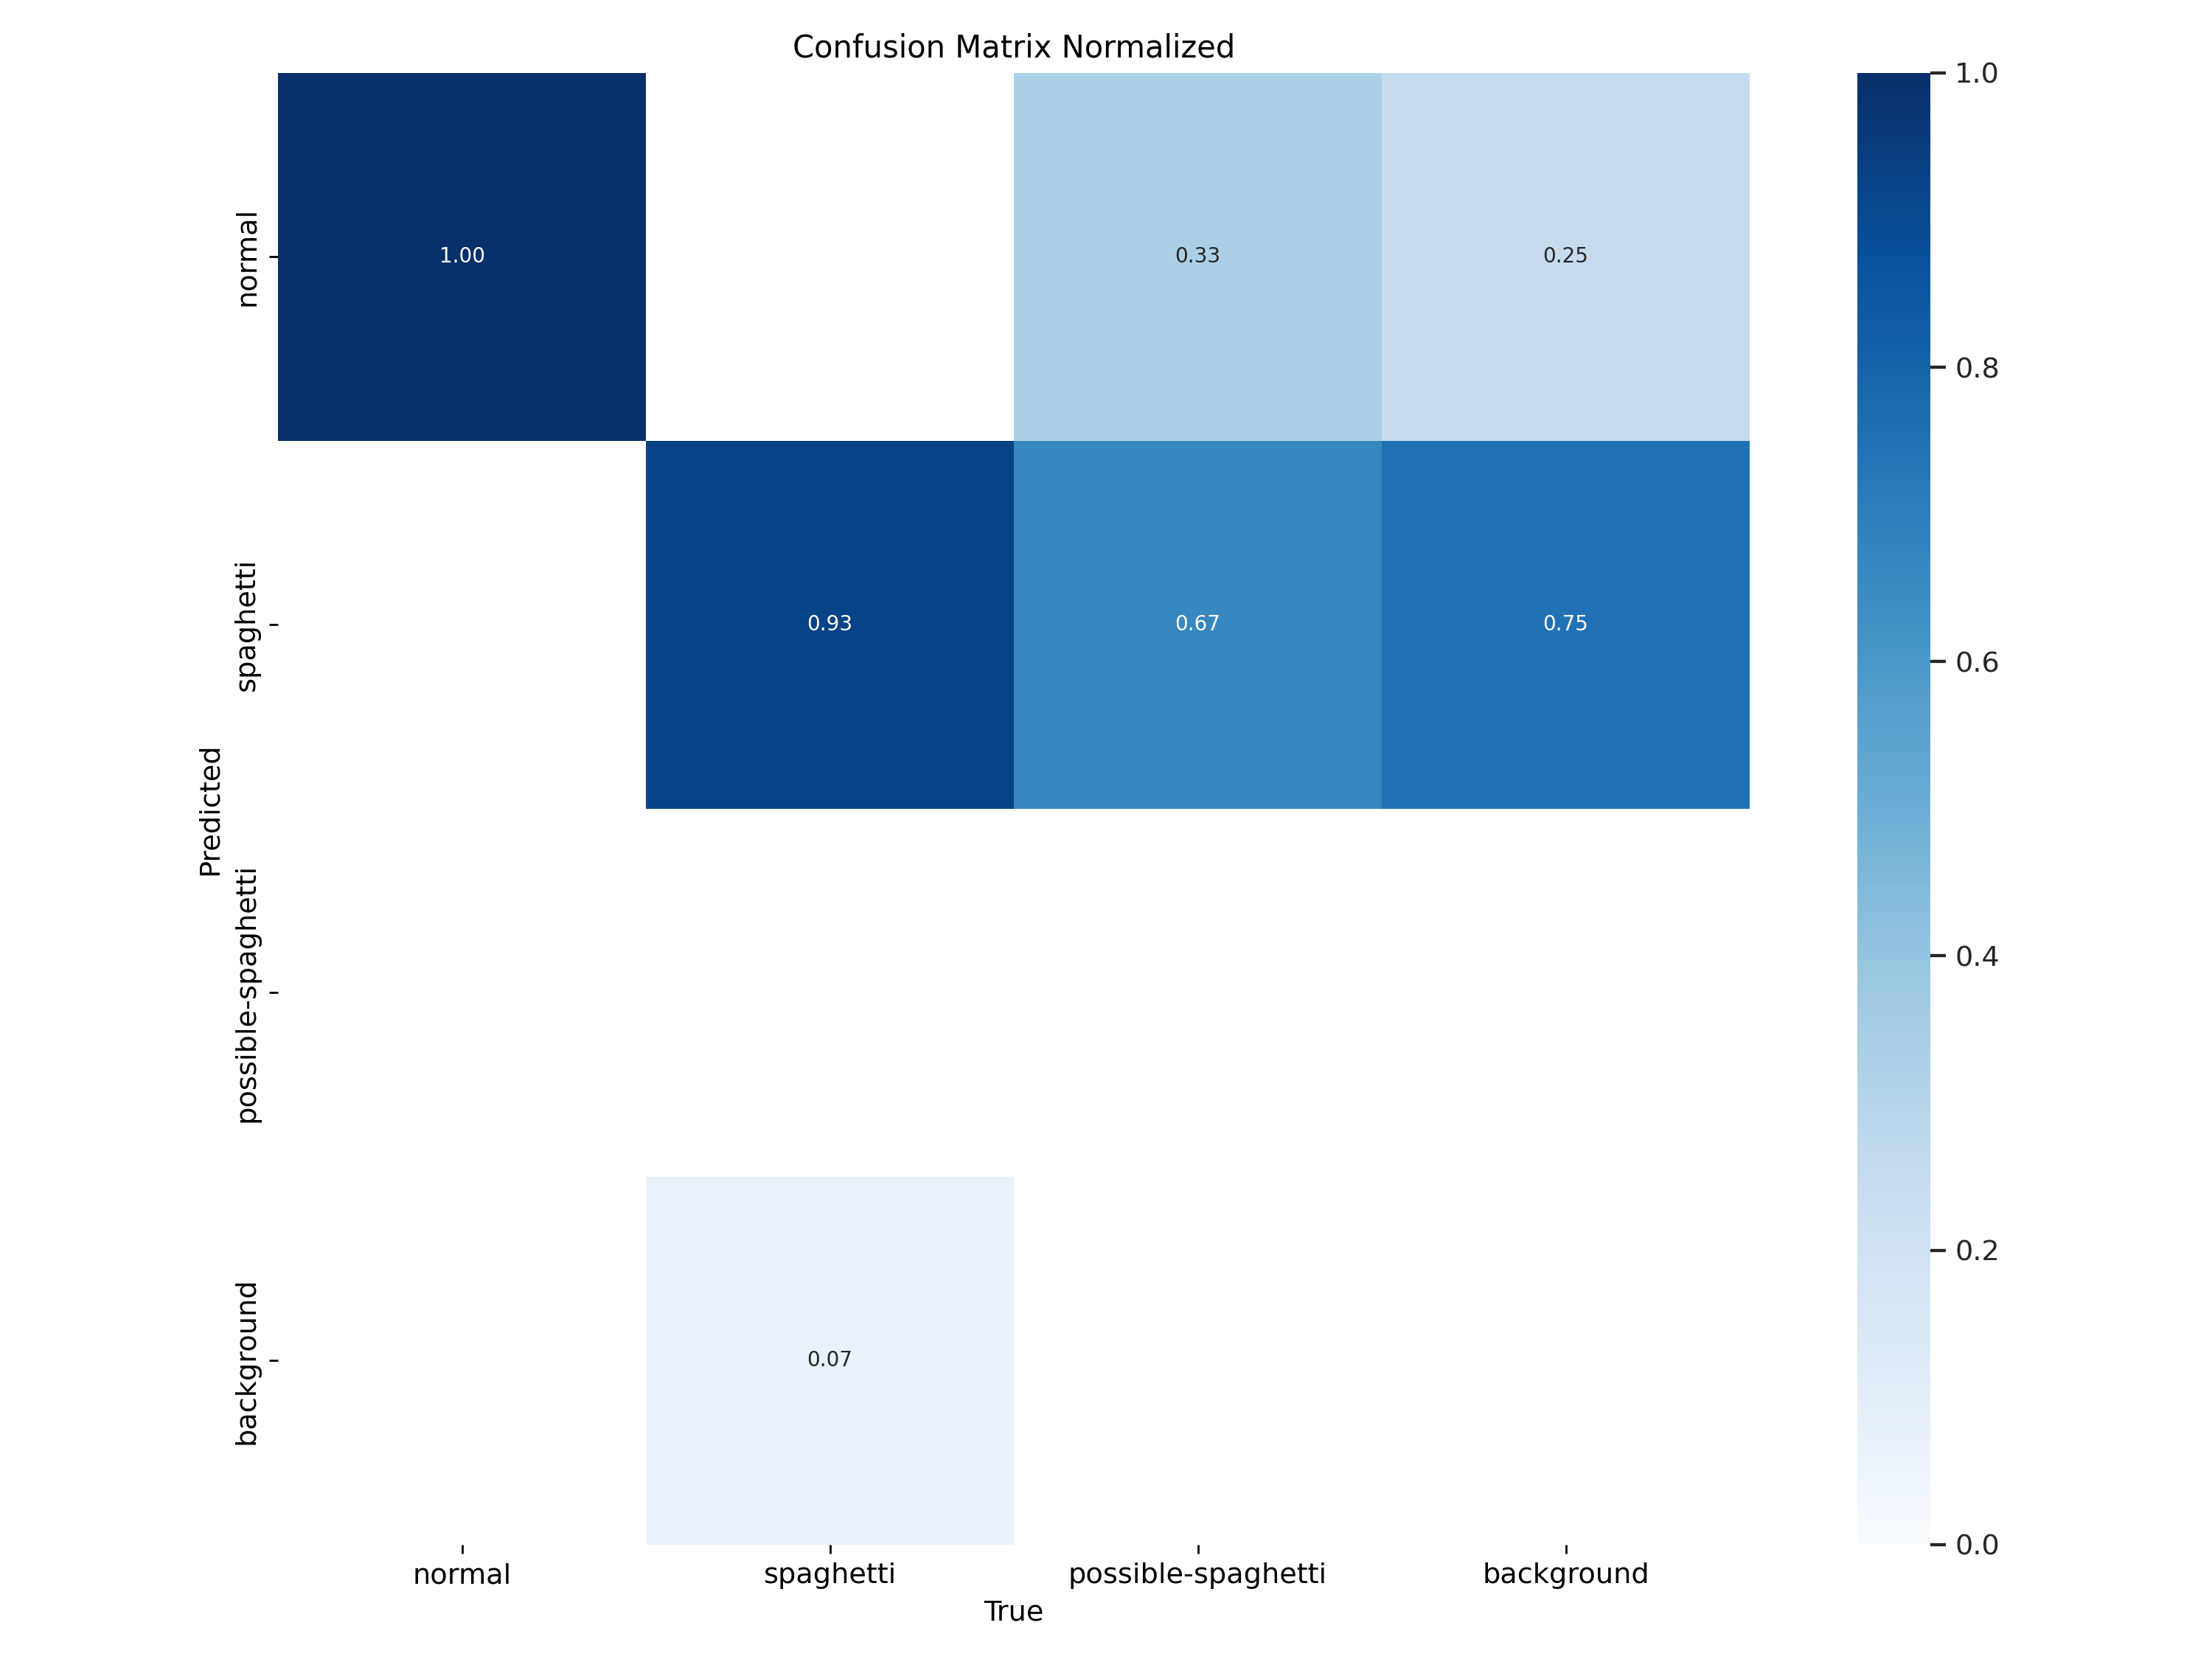 Confusion Matrix Normalized
normal
1.00
0.33
0.25
spaghetti
0.93
0.67
0.75
possible-spaghetti
background
0.07
Predicted
normal
spaghetti
possible-spaghetti
background
True
1.0
0.8
0.6
0.4
0.2
0.0